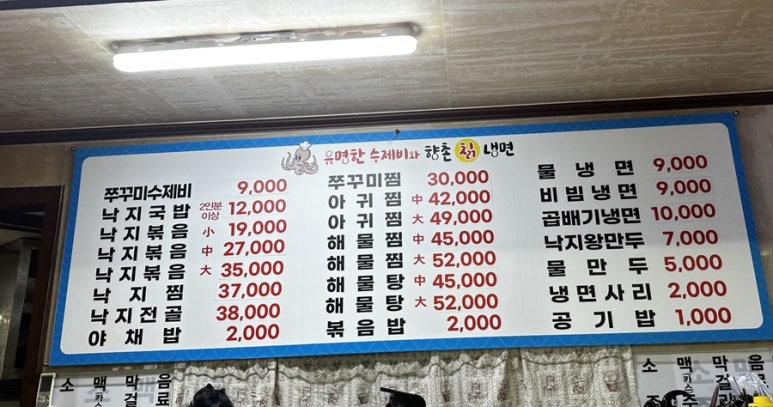 유명한 수제비와 향촌 칡 냉면
쭈꾸미수제비 9,000
낙지국밥 2인분 이상 12,000
낙지볶음 小 19,000
낙지볶음 中 27,000
낙지볶음 大 35,000
낙지찜 37,000
낙지전골 38,000
야채밥 2,000
쭈꾸미찜 30,000
아귀찜 中 42,000
아귀찜 大 49,000
해물찜 中 45,000
해물찜 大 52,000
해물탕 中 45,000
해물탕 大 52,000
볶음밥 2,000
물냉면 9,000
비빔냉면 9,000
곱배기냉면 10,000
낙지왕만두 7,000
물만두 5,000
냉면사리 2,000
공기밥 1,000
소 맥 막 음
소 맥 막 음